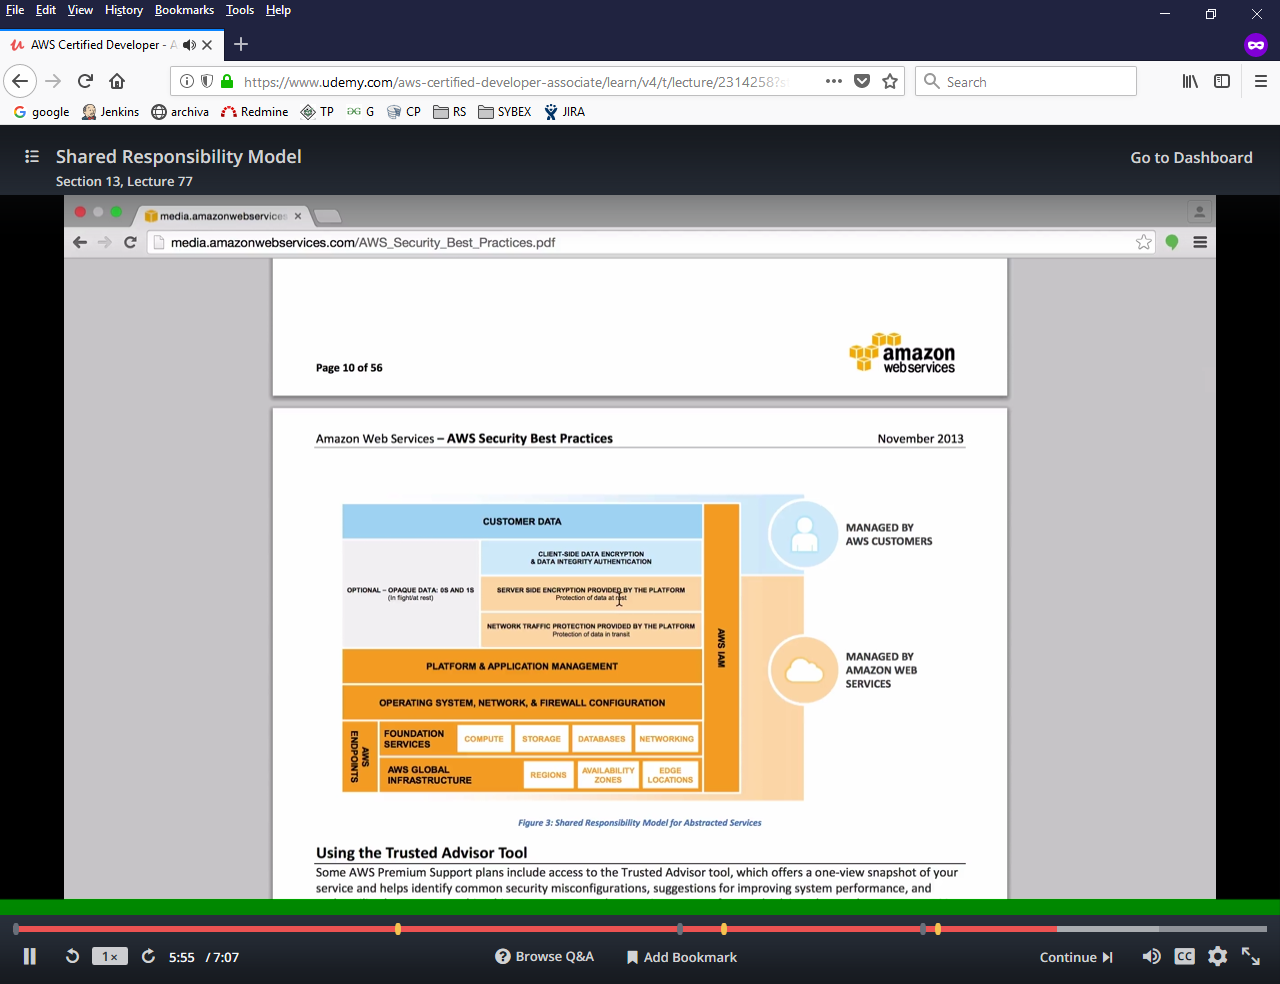 File Edit View History Bookmarks Tools Help
AWS Certified Developer - A
https://www.udemy.com/aws-certified-developer-associate/learn/v4/t/lecture/2314258?s
Search
google Jenkins archiva Redmine TP G CP RS SYBEX JIRA
Shared Responsibility Model
Go to Dashboard
Section 13, Lecture 77
media.amazonwebservices
media.amazonwebservices.com/AWS_Security_Best_Practices.pdf
Page 10 of 56
amazon
webservices
Amazon Web Services – AWS Security Best Practices
November 2013
CUSTOMER DATA
CLIENT-SIDE DATA ENCRYPTION
& DATA INTEGRITY AUTHENTICATION
OPTIONAL – OPAQUE DATA: 0S AND 1S
(In flight/at rest)
SERVER SIDE ENCRYPTION PROVIDED BY THE PLATFORM
Protection of data at rest
NETWORK TRAFFIC PROTECTION PROVIDED BY THE PLATFORM
Protection of data in transit
PLATFORM & APPLICATION MANAGEMENT
OPERATING SYSTEM, NETWORK, & FIREWALL CONFIGURATION
AWS
ENDPOINTS
FOUNDATION
SERVICES
COMPUTE
STORAGE
DATABASES
NETWORKING
AWS GLOBAL
INFRASTRUCTURE
REGIONS
AVAILABILITY
ZONES
EDGE
LOCATIONS
AWS IAM
MANAGED BY
AWS CUSTOMERS
MANAGED BY
AMAZON WEB
SERVICES
Figure 3: Shared Responsibility Model for Abstracted Services
Using the Trusted Advisor Tool
Some AWS Premium Support plans include access to the Trusted Advisor tool, which offers a one-view snapshot of your
service and helps identify common security misconfigurations, suggestions for improving system performance, and
1x
5:55 / 7:07
Browse Q&A
Add Bookmark
Continue
CC